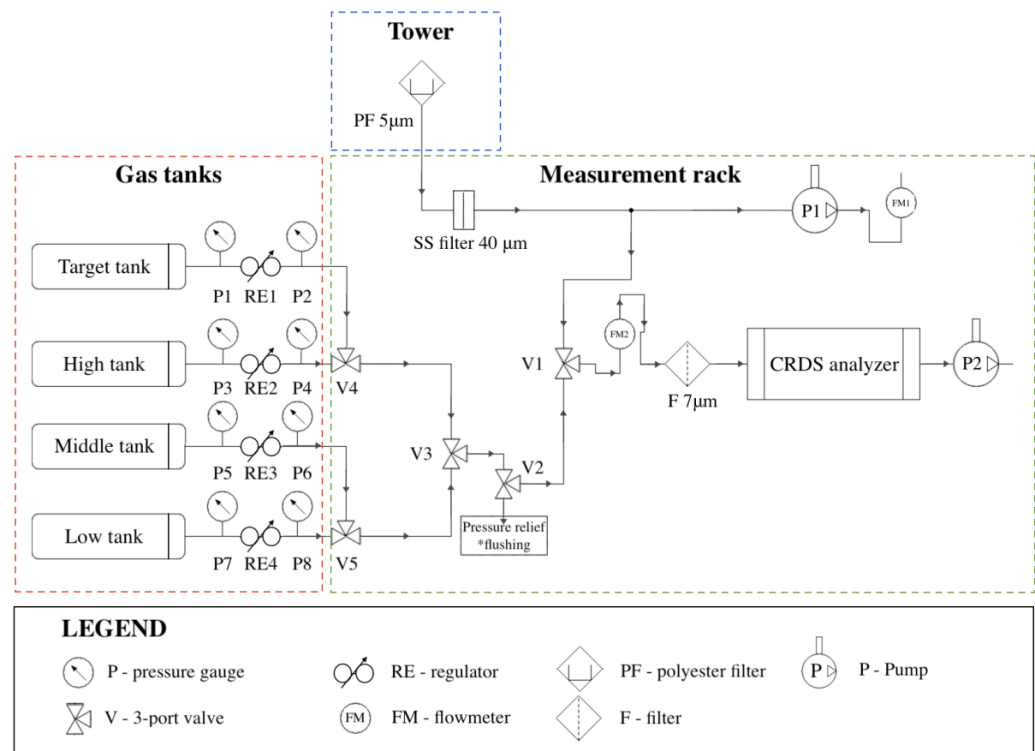 Tower
PF 5μm
Gas tanks
Measurement rack
P1
FM1
SS filter 40 μm
Target tank
P1 RE1 P2
High tank
P3 RE2 P4
V4
V1
FM2
F 7μm
CRDS analyzer
P2
Middle tank
P5 RE3 P6
V3
V2
Low tank
P7 RE4 P8
V5
Pressure relief
*flushing
LEGEND
P - pressure gauge
RE - regulator
PF - polyester filter
P
P - Pump
V - 3-port valve
FM
FM - flowmeter
F - filter